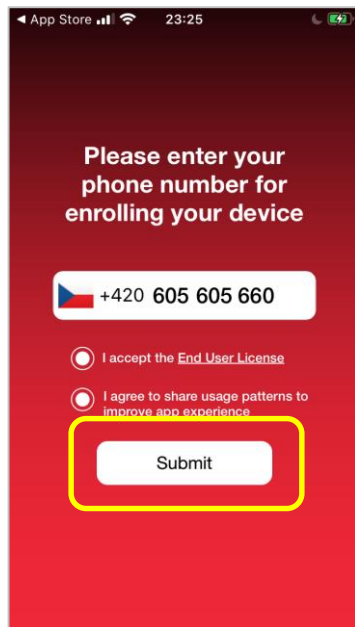 App Store 23:25
Please enter your
phone number for
enrolling your device
+420 605 605 660
I accept the End User License
I agree to share usage patterns to
improve app experience
Submit